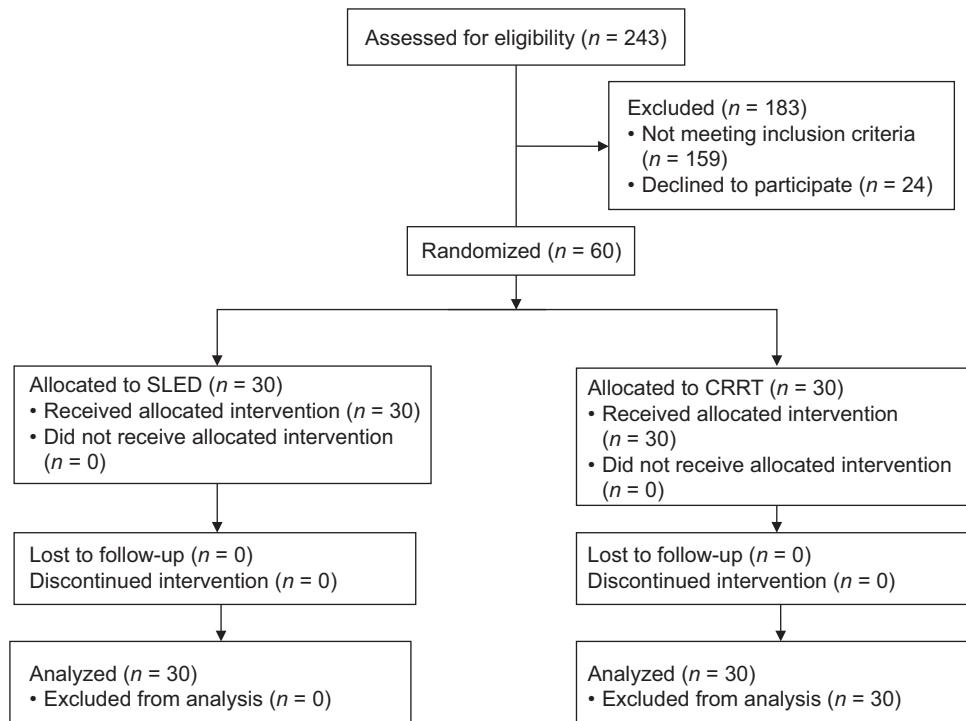 Assessed for eligibility (n = 243)
Excluded (n = 183)
• Not meeting inclusion criteria
(n = 159)
• Declined to participate (n = 24)
Randomized (n = 60)
Allocated to SLED (n = 30)
• Received allocated intervention (n = 30)
• Did not receive allocated intervention
(n = 0)
Allocated to CRRT (n = 30)
• Received allocated intervention
(n = 30)
• Did not receive allocated intervention
(n = 0)
Lost to follow-up (n = 0)
Discontinued intervention (n = 0)
Lost to follow-up (n = 0)
Discontinued intervention (n = 0)
Analyzed (n = 30)
• Excluded from analysis (n = 0)
Analyzed (n = 30)
• Excluded from analysis (n = 30)